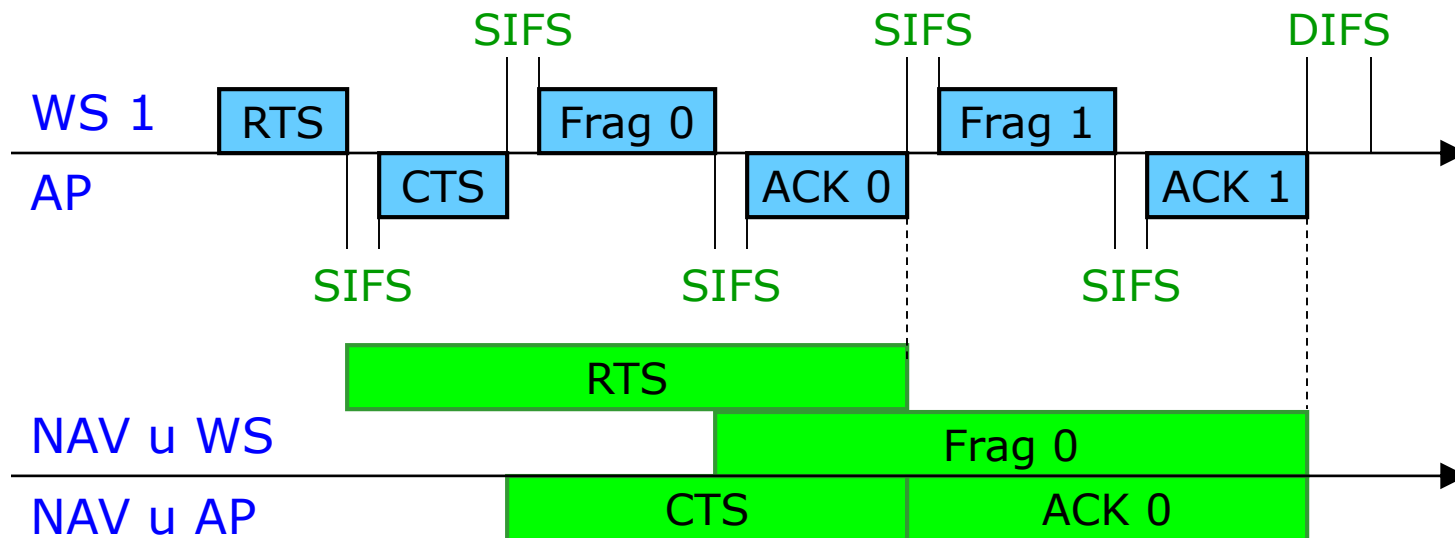 SIFS SIFS DIFS
WS 1 RTS Frag 0 Frag 1
AP CTS ACK 0 ACK 1
SIFS SIFS SIFS
RTS
NAV u WS Frag 0
NAV u AP CTS ACK 0